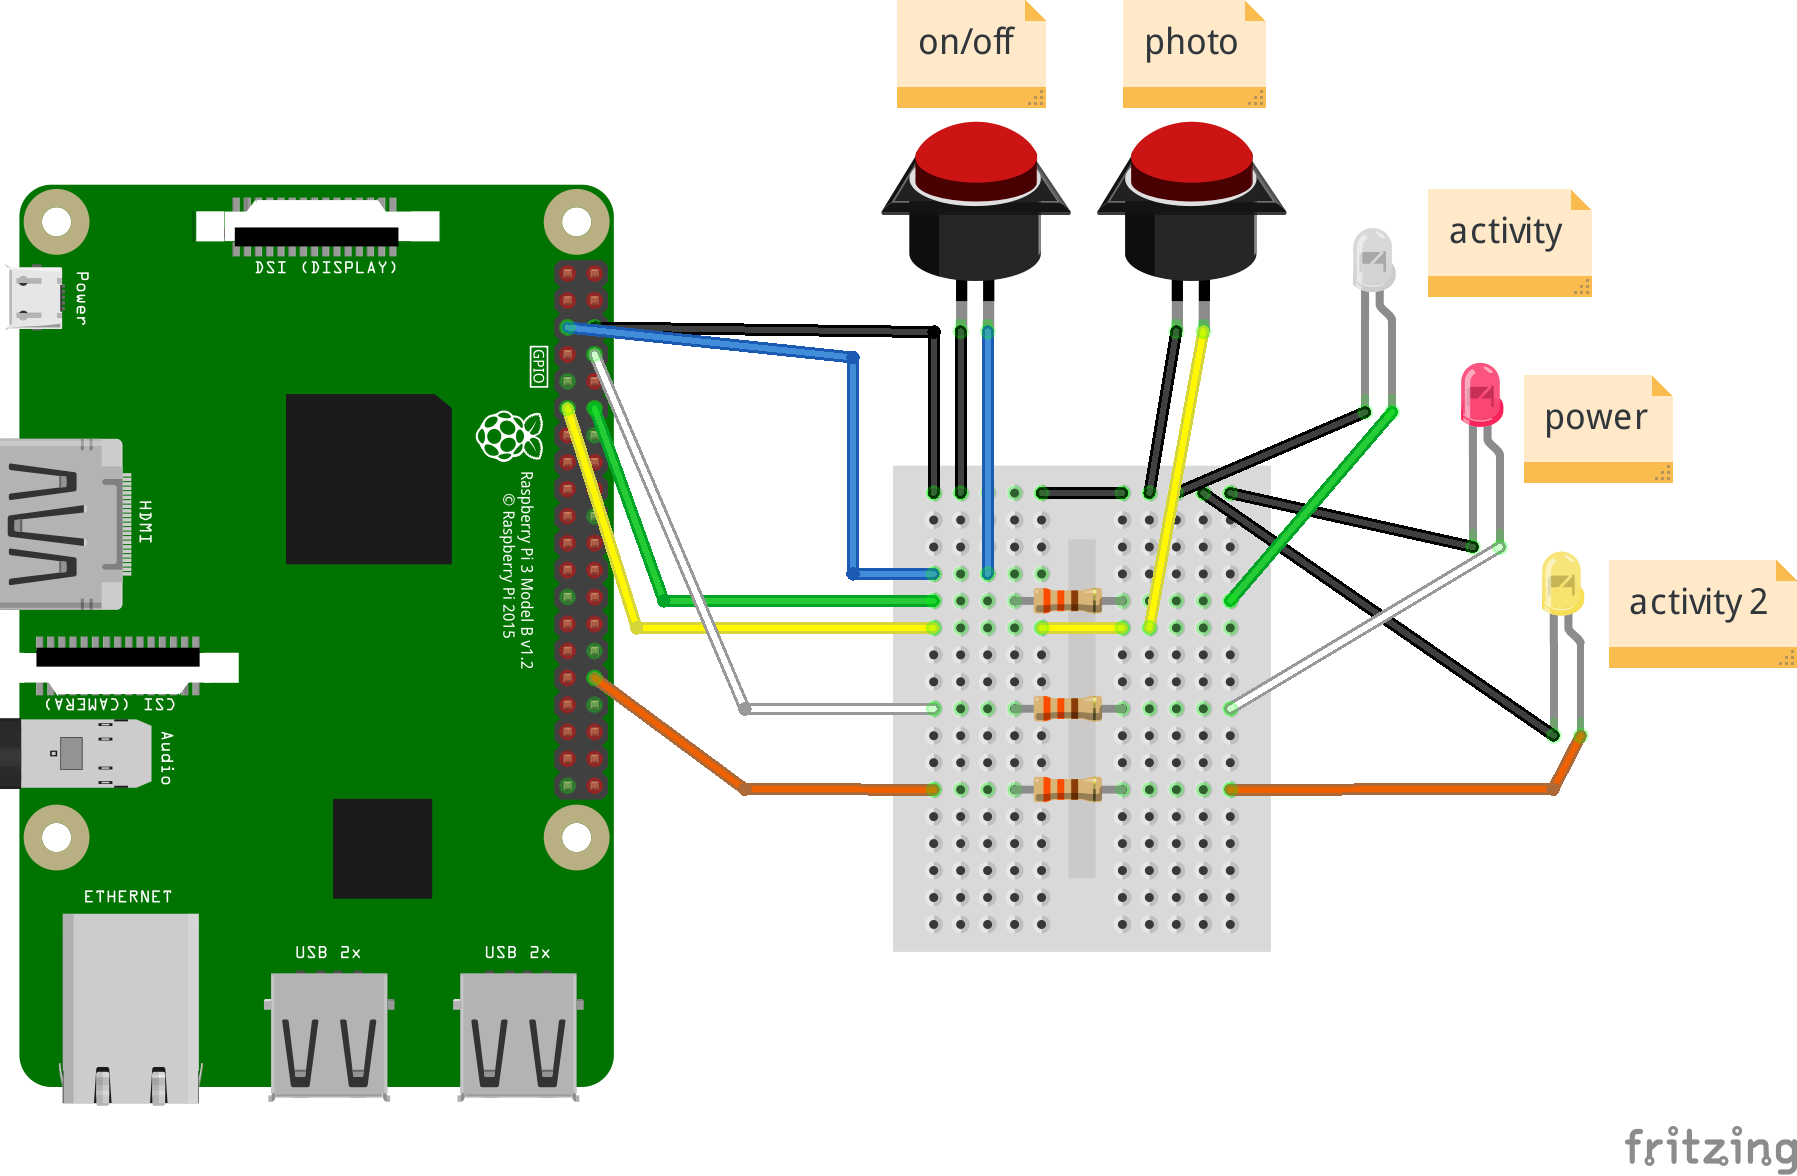 on/off
photo
activity
power
activity 2
DSI (DISPLAY)
Power
GPIO
HDMI
Raspberry Pi 3 Model B v1.2
© Raspberry Pi 2015
CSI (CAMERA)
Audio
ETHERNET
USB 2x
USB 2x
fritzing